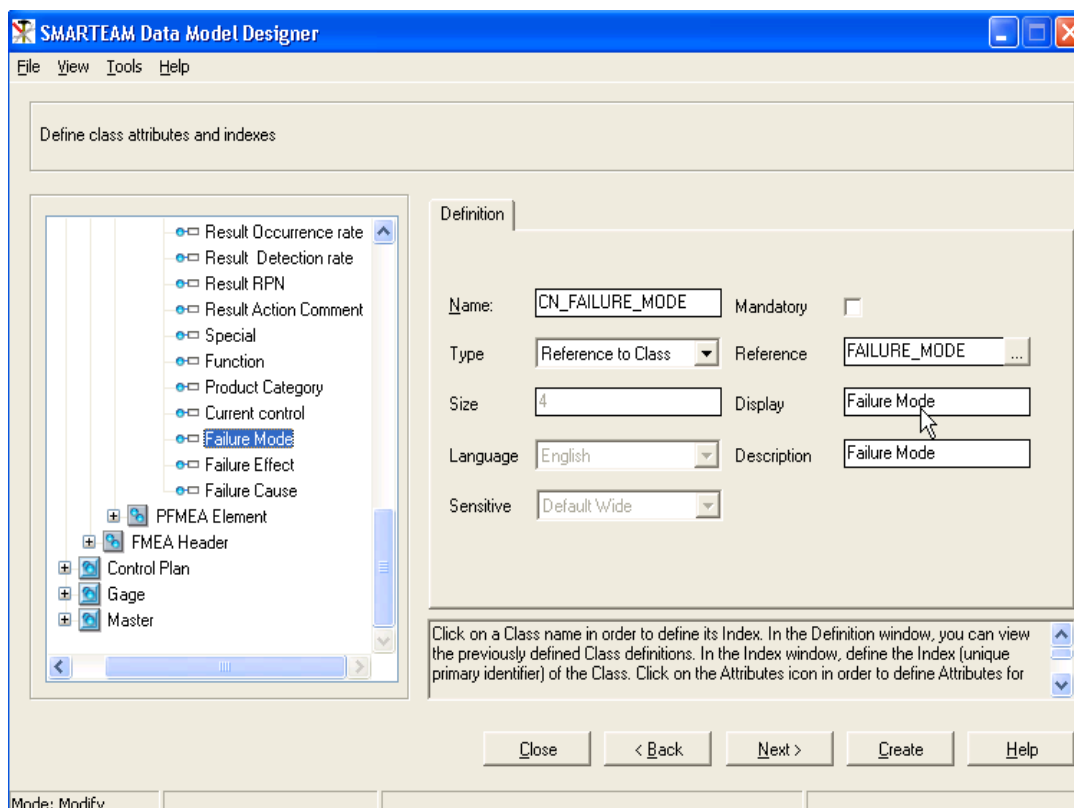 SMARTEAM Data Model Designer
File View Tools Help
Define class attributes and indexes
Result Occurrence rate
Result Detection rate
Result RPN
Result Action Comment
Special
Function
Product Category
Current control
Failure Mode
Failure Effect
Failure Cause
PFMEA Element
FMEA Header
Control Plan
Gage
Master
Definition
Name: CN_FAILURE_MODE Mandatory
Type Reference to Class Reference FAILURE_MODE ...
Size 4 Display Failure Mode
Language English Description Failure Mode
Sensitive Default Wide
Click on a Class name in order to define its Index. In the Definition window, you can view
the previously defined Class definitions. In the Index window, define the Index (unique
primary identifier) of the Class. Click on the Attributes icon in order to define Attributes for
Close < Back Next > Create Help
Mode: Modify